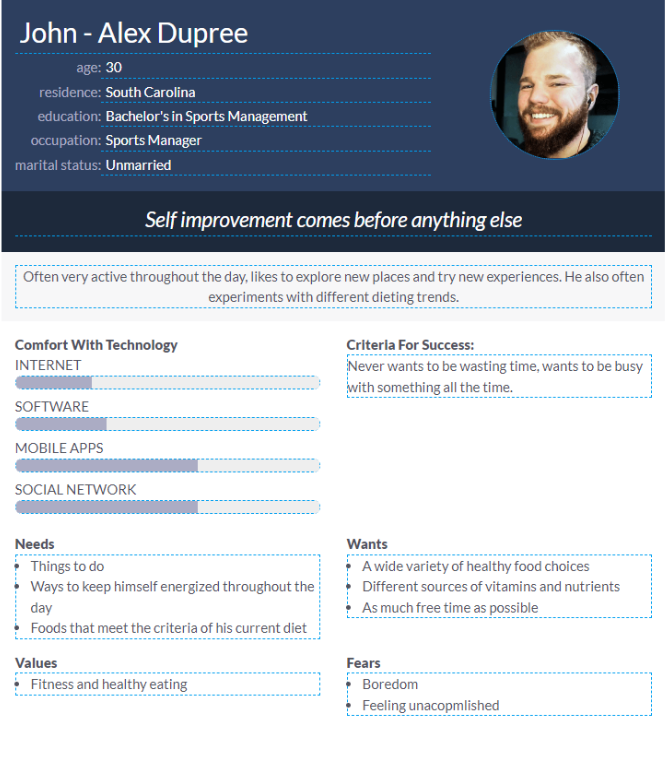 John - Alex Dupree
age: 30
residence: South Carolina
education: Bachelor's in Sports Management
occupation: Sports Manager
marital status: Unmarried
Self improvement comes before anything else
Often very active throughout the day, likes to explore new places and try new experiences. He also often
experiments with different dieting trends.
Comfort With Technology
INTERNET
SOFTWARE
MOBILE APPS
SOCIAL NETWORK
Criteria For Success:
Never wants to be wasting time, wants to be busy
with something all the time.
Needs
• Things to do
• Ways to keep himself energized throughout the
day
• Foods that meet the criteria of his current diet
Wants
• A wide variety of healthy food choices
• Different sources of vitamins and nutrients
• As much free time as possible
Values
• Fitness and healthy eating
Fears
• Boredom
• Feeling unacopmlished